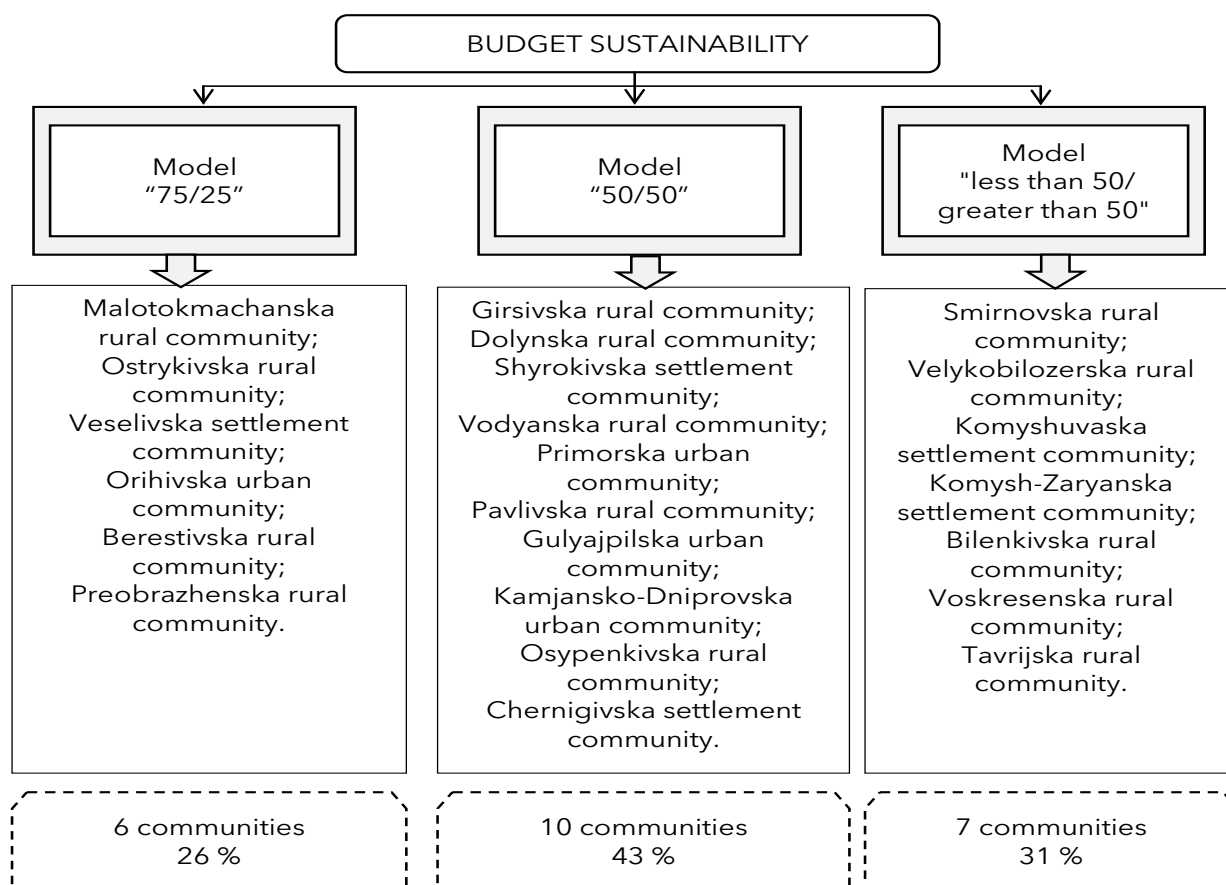 BUDGET SUSTAINABILITY
Model
“75/25”
Malotokmachanska
rural community;
Ostrykivska rural
community;
Veselivska settlement
community;
Orihivska urban
community;
Berestivska rural
community;
Preobrazhenska rural
community.
6 communities
26 %
Model
“50/50”
Girsivska rural community;
Dolynska rural community;
Shyrokivska settlement
community;
Vodyanska rural community;
Primorska urban
community;
Pavlivska rural community;
Gulyajpilska urban
community;
Kamjansko-Dniprovska
urban community;
Osypenkivska rural
community;
Chernigivska settlement
community.
10 communities
43 %
Model
"less than 50/
greater than 50"
Smirnovska rural
community;
Velykobilozerska rural
community;
Komyshuvaska
settlement community;
Komysh-Zaryanska
settlement community;
Bilenkivska rural
community;
Voskresenska rural
community;
Tavrijska rural
community.
7 communities
31 %